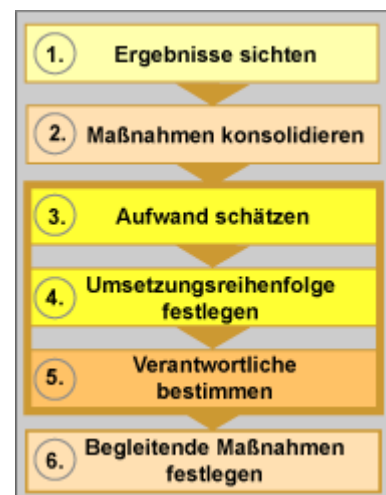 1. Ergebnisse sichten
2. Maßnahmen konsolidieren
3. Aufwand schätzen
4. Umsetzungsreihenfolge
festlegen
5. Verantwortliche
bestimmen
6. Begleitende Maßnahmen
festlegen